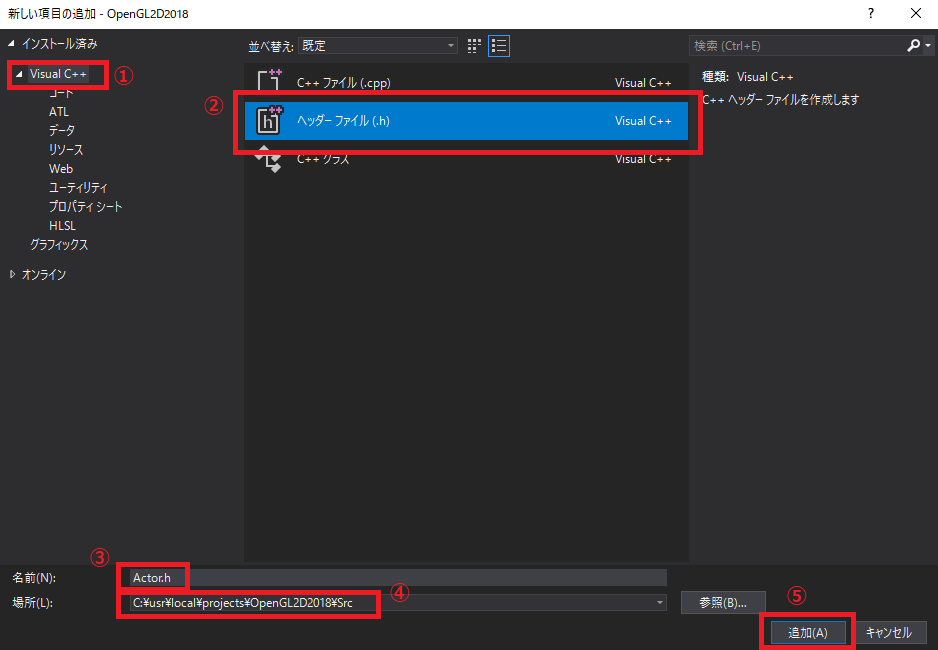 新しい項目の追加 - OpenGL2D2018 ?
インストール済み
並べ替え: 既定
検索 (Ctrl+E)
Visual C++ ①
コード
ATL
データ
リソース
Web
ユーティリティ
プロパティ シート
HLSL
グラフィックス
オンライン
C++ ファイル (.cpp) Visual C++
② ヘッダー ファイル (.h) Visual C++
C++ クラス Visual C++
種類: Visual C++
C++ ヘッダー ファイルを作成します
③
名前(N): Actor.h
場所(L): C:¥usr¥local¥projects¥OpenGL2D2018¥Src ④ 参照(B)...
⑤
追加(A) キャンセル